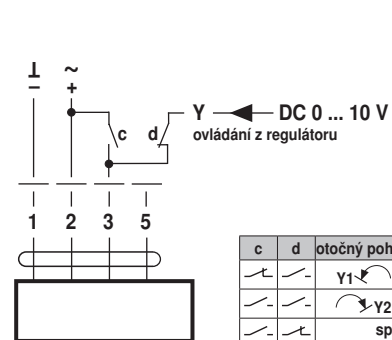 ⊥ ~
– +
Y DC 0 ... 10 V
c d ovládání z regulátoru
1 2 3 5
c d otočný poh
Y1
Y2
sp